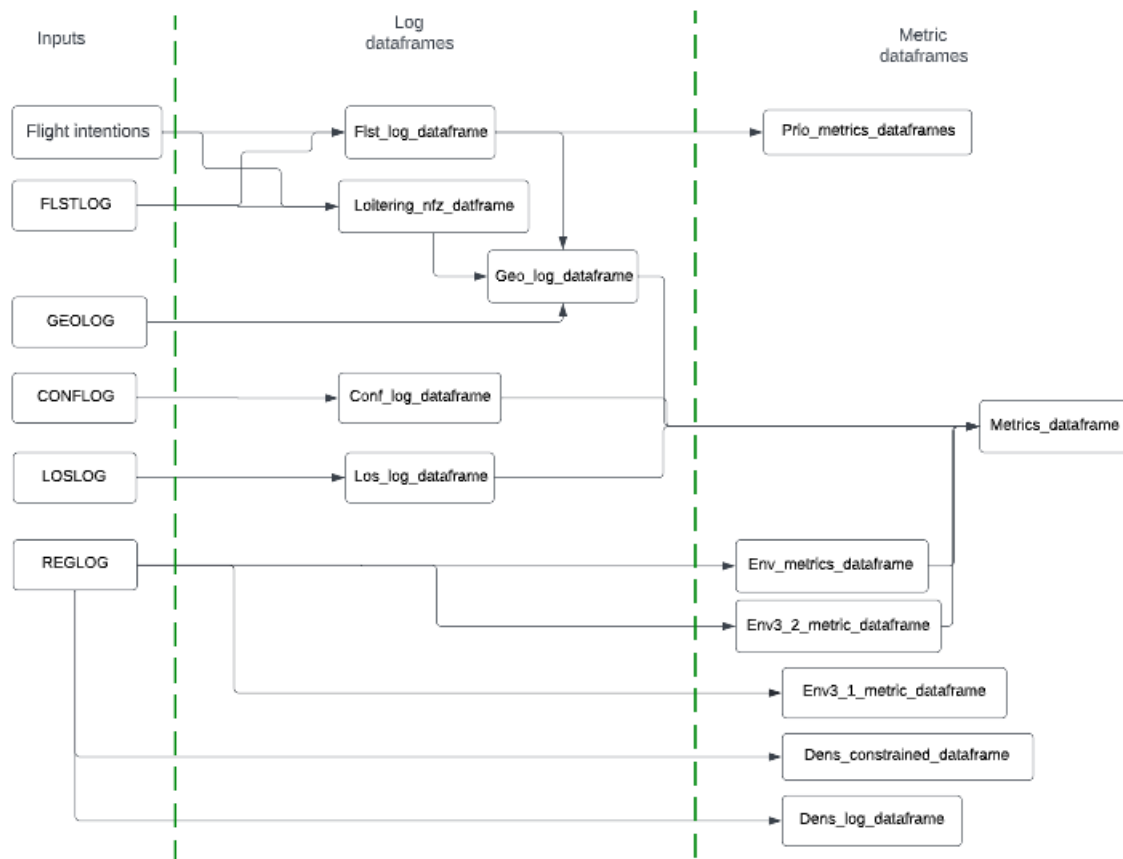 Inputs
Log
dataframes
Metric
dataframes
Flight intentions
Flst_log_dataframe
Prio_metrics_dataframes
FLSTLOG
Loitering_nfz_datframe
Geo_log_dataframe
GEOLOG
CONFLOG
Conf_log_dataframe
Metrics_dataframe
LOSLOG
Los_log_dataframe
REGLOG
Env_metrics_dataframe
Env3_2_metric_dataframe
Env3_1_metric_dataframe
Dens_constrained_dataframe
Dens_log_dataframe